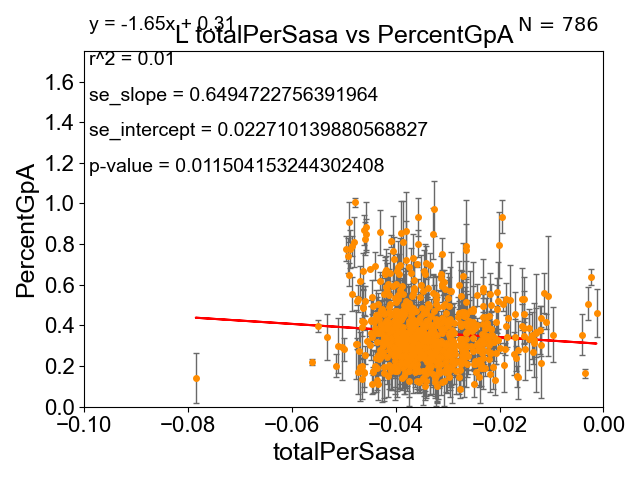 y = -1.65x + 0.31
N = 786
L totalPerSasa vs PercentGpA
r^2 = 0.01
se_slope = 0.6494722756391964
se_intercept = 0.022710139880568827
p-value = 0.011504153244302408
PercentGpA
1.6
1.4
1.2
1.0
0.8
0.6
0.4
0.2
0.0
−0.10
−0.08
−0.06
−0.04
−0.02
0.00
totalPerSasa